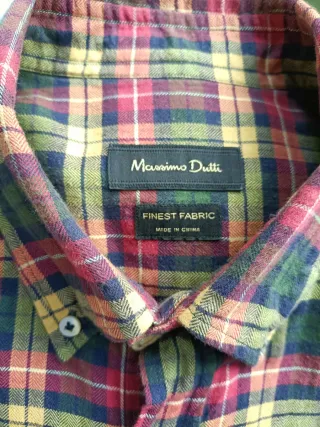 Massimo Dutti
FINEST FABRIC
MADE IN CHINA